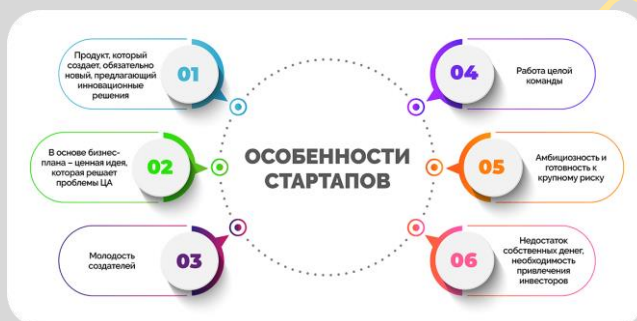 Продукт, который
создает, обязательно
новый, предлагающий
инновационные
решения
01
В основе бизнес-
плана – ценная идея,
которая решает
проблемы ЦА
02
Молодость
создателей
03
ОСОБЕННОСТИ
СТАРТАПОВ
04
Работа целой
команды
05
Амбициозность и
готовность к
крупному риску
06
Недостаток
собственных денег,
необходимость
привлечения
инвесторов